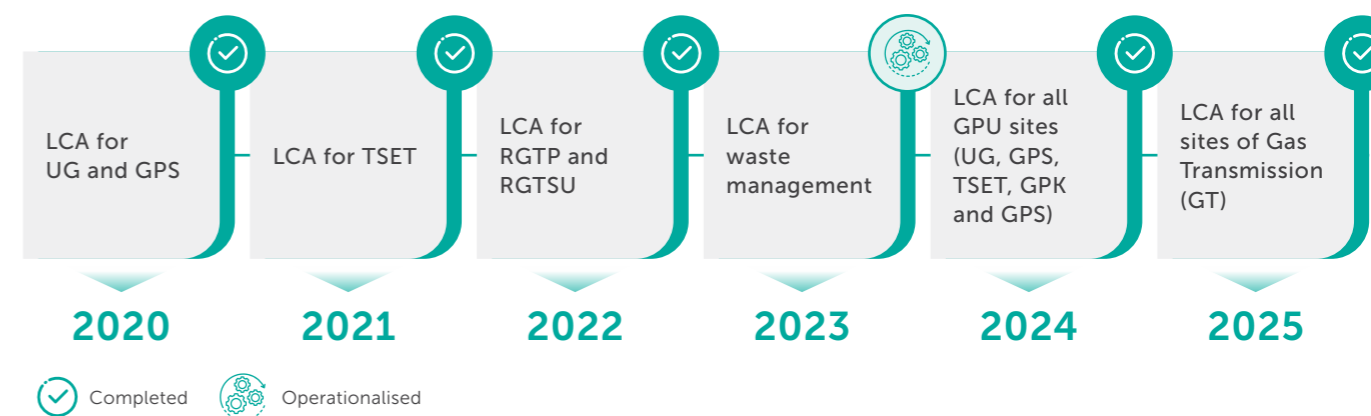 LCA for
UG and GPS
LCA for TSET
LCA for
RGTP and
RGTSU
LCA for
waste
management
LCA for all
GPU sites
(UG, GPS,
TSET, GPK
and GPS)
LCA for all
sites of Gas
Transmission
(GT)
2020
2021
2022
2023
2024
2025
Completed
Operationalised